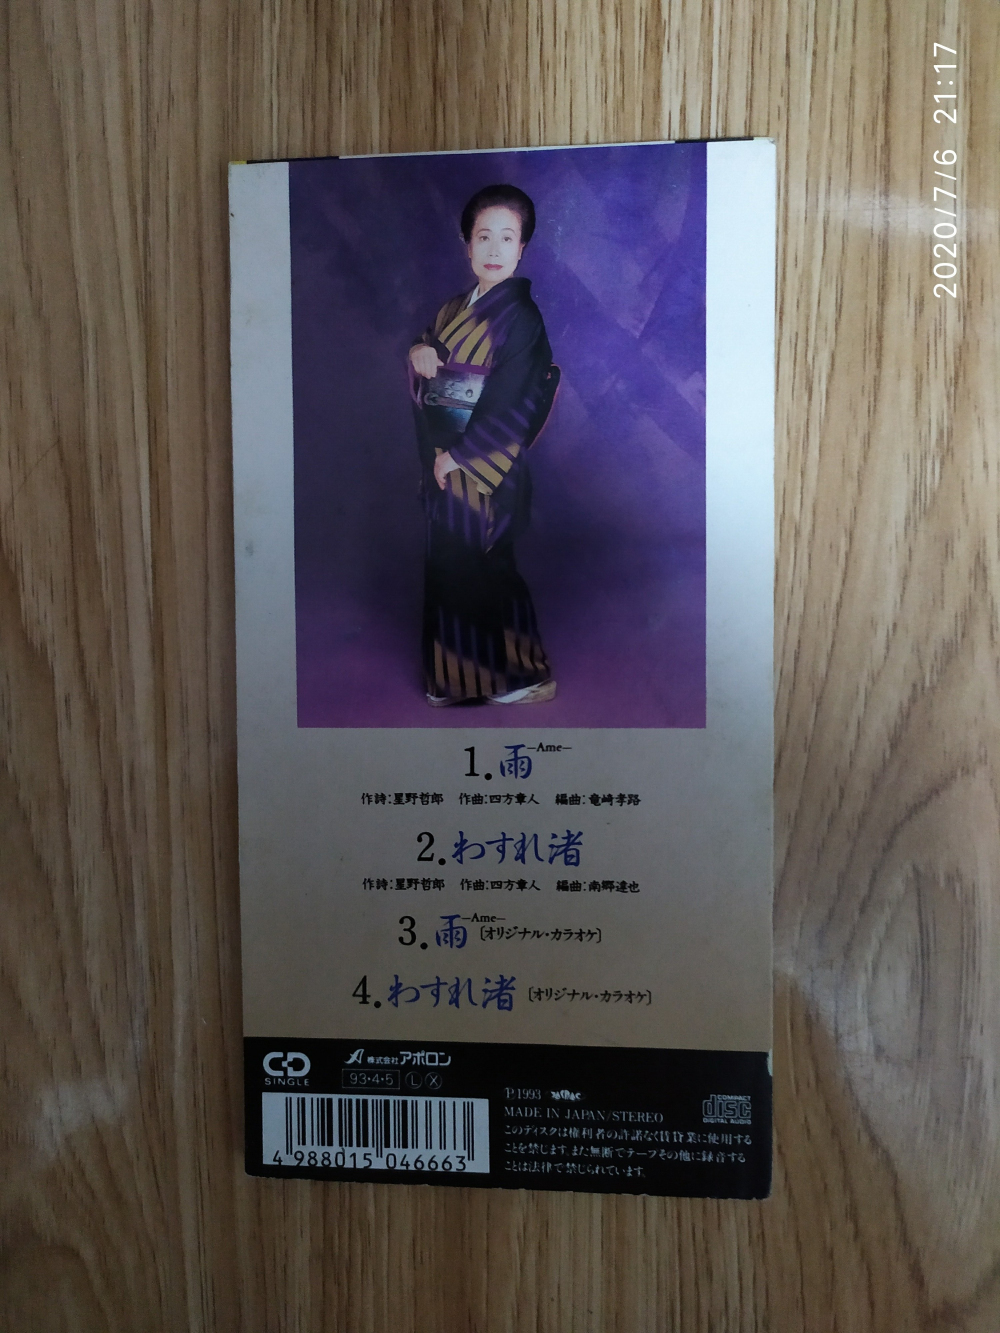 2020/7/6 21:17
1.雨 —Ame—
作詩:星野哲郎 作曲:四方章人 編曲:竜崎孝路
2.わすれ渚
作詩:星野哲郎 作曲:四方章人 編曲:南郷達也
3.雨 —Ame— 〔オリジナル・カラオケ〕
4.わすれ渚 〔オリジナル・カラオケ〕
CD
SINGLE
株式会社アポロン
93・4・5 L X
4 988015 046663
℗1993
MADE IN JAPAN/STEREO
このディスクは権利者の許諾なく賃貸業に使用する
ことを禁じます。また無断でテープその他に録音する
ことは法律で禁じられています。
COMPACT
disc
DIGITAL AUDIO